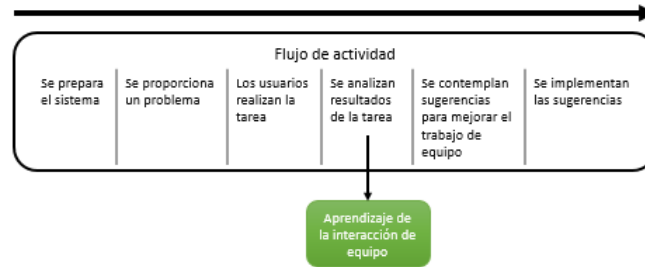 Flujo de actividad
Se prepara
el sistema
Se proporciona
un problema
Los usuarios
realizan la
tarea
Se analizan
resultados
de la tarea
Se contemplan
sugerencias
para mejorar el
trabajo de
equipo
Se implementan
las sugerencias
Aprendizaje de
la interacción de
equipo